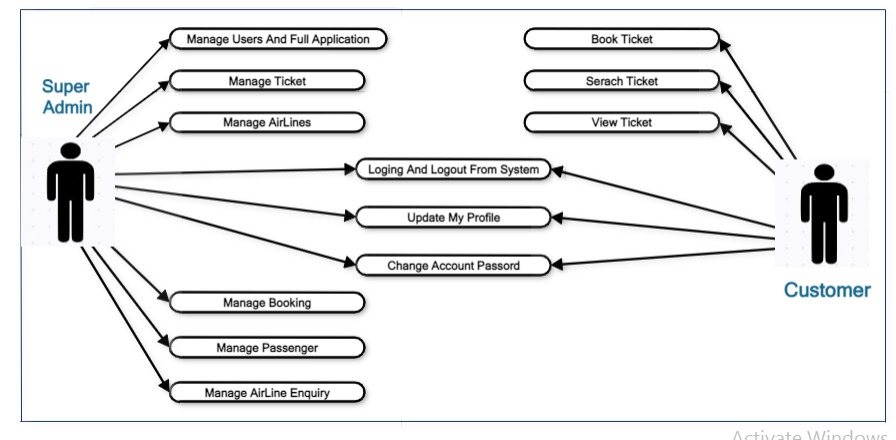 Manage Users And Full Application
Book Ticket
Super
Admin
Manage Ticket
Serach Ticket
Manage AirLines
View Ticket
Loging And Logout From System
Update My Profile
Change Account Passord
Customer
Manage Booking
Manage Passenger
Manage AirLine Enquiry
Activate Windows